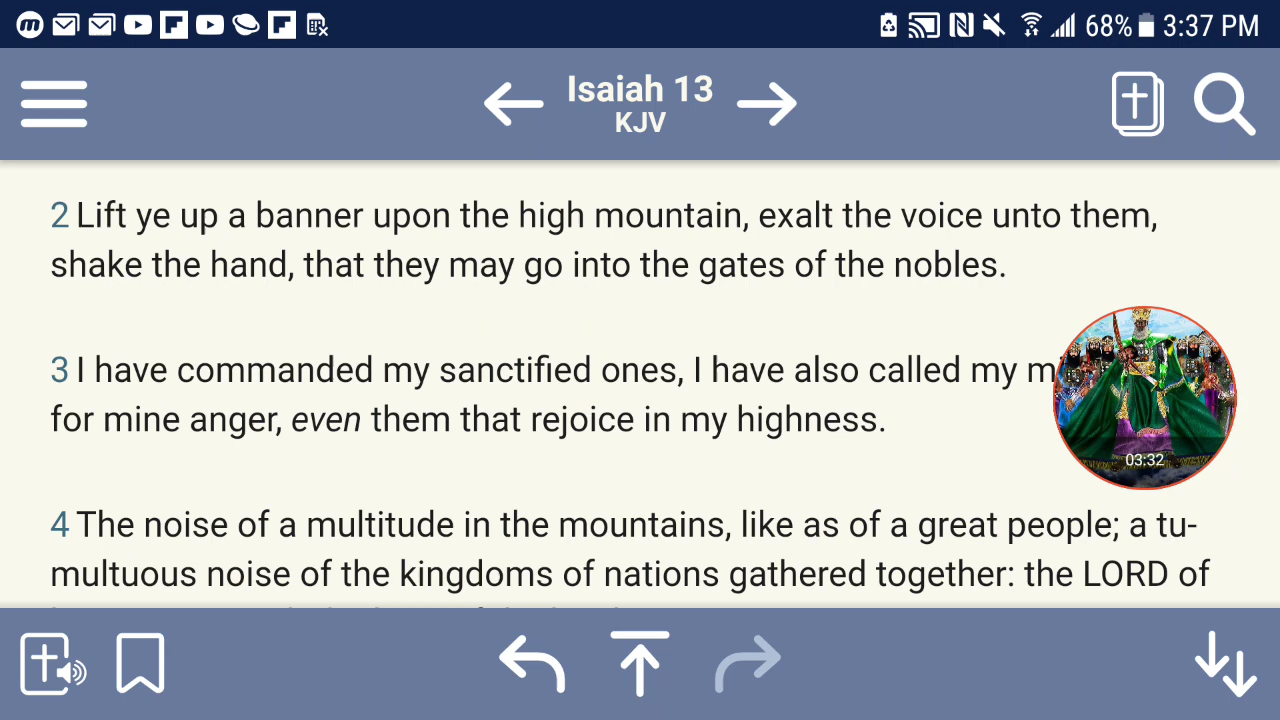 68% 3:37 PM
Isaiah 13
KJV
2 Lift ye up a banner upon the high mountain, exalt the voice unto them,
shake the hand, that they may go into the gates of the nobles.
3 I have commanded my sanctified ones, I have also called my
for mine anger, even them that rejoice in my highness.
03:32
4 The noise of a multitude in the mountains, like as of a great people; a tu-
multuous noise of the kingdoms of nations gathered together: the LORD of